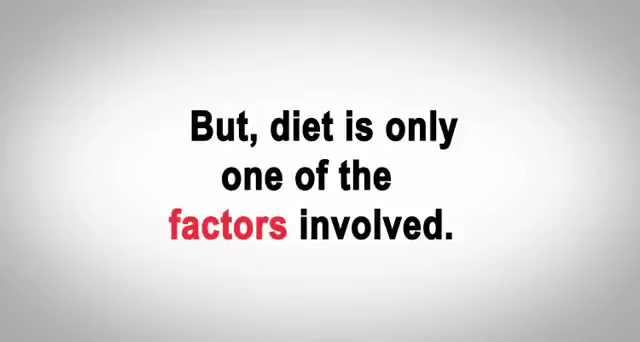 But, diet is only
one of the
factors involved.